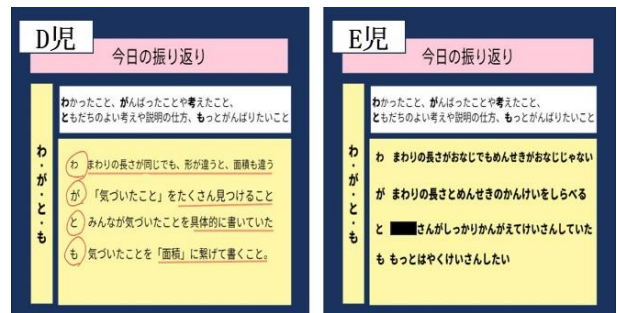 D児
今日の振り返り
わかったこと、がんばったことや考えたこと、
ともだちのよい考えや説明の仕方、もっとがんばりたいこと
わ・が・と・も
わ まわりの長さが同じでも、形が違うと、面積も違う
が 「気づいたこと」をたくさん見つけること
と みんなが気づいたことを具体的に書いていた
も 気づいたことを「面積」に繋げて書くこと。
E児
今日の振り返り
わかったこと、がんばったことや考えたこと、
ともだちのよい考えや説明の仕方、もっとがんばりたいこと
わ・が・と・も
わ まわりの長さがおなじでもめんせきがおなじじゃない
が まわりの長さとめんせきのかんけいをしらべる
と さんがしっかりかんがえてけいさんしていた
も もっとはやくけいさんしたい